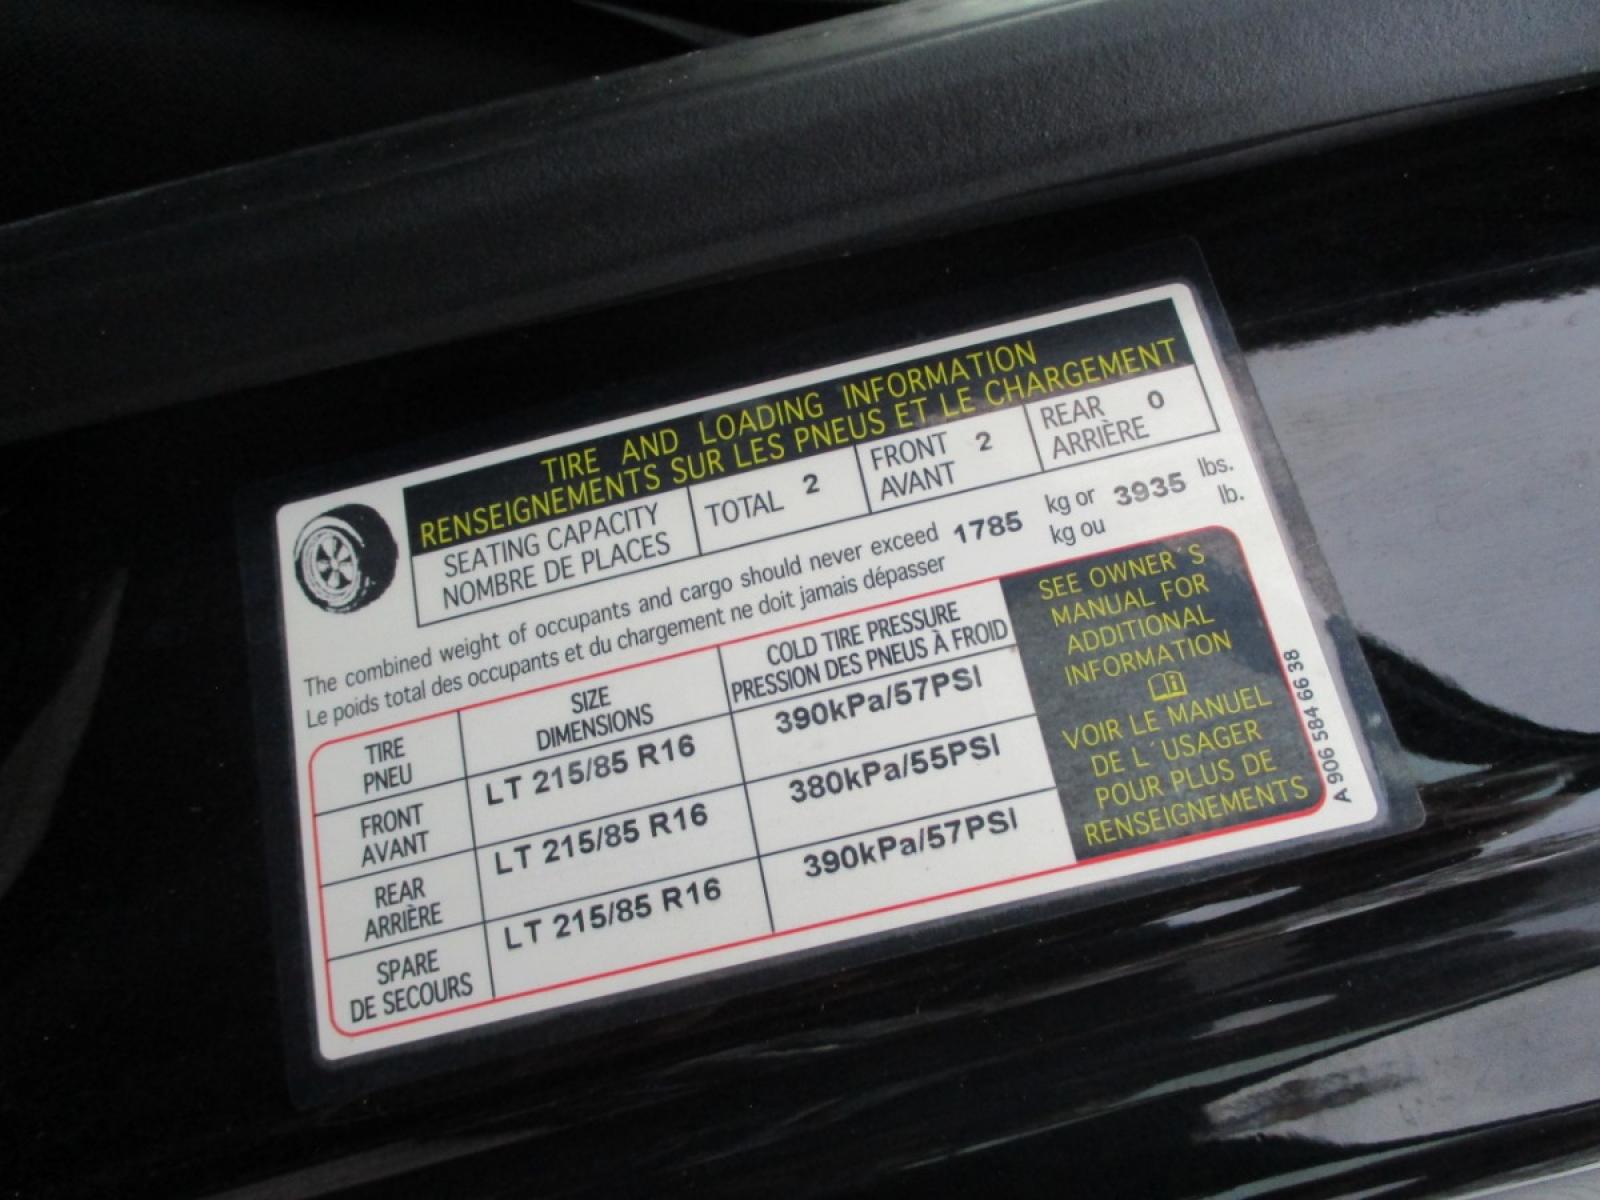 TIRE AND LOADING INFORMATION
RENSEIGNEMENTS SUR LES PNEUS ET LE CHARGEMENT
SEATING CAPACITY
NOMBRE DE PLACES
TOTAL 2
FRONT 2
AVANT
REAR 0
ARRIÈRE
The combined weight of occupants and cargo should never exceed 1785 kg or 3935 lbs.
Le poids total des occupants et du chargement ne doit jamais dépasser kg ou lb.
TIRE
PNEU
SIZE
DIMENSIONS
COLD TIRE PRESSURE
PRESSION DES PNEUS À FROID
FRONT
AVANT
LT 215/85 R16
390kPa/57PSI
REAR
ARRIÈRE
LT 215/85 R16
380kPa/55PSI
SPARE
DE SECOURS
LT 215/85 R16
390kPa/57PSI
SEE OWNER´S
MANUAL FOR
ADDITIONAL
INFORMATION
VOIR LE MANUEL
DE L´USAGER
POUR PLUS DE
RENSEIGNEMENTS
A 906 584 66 38